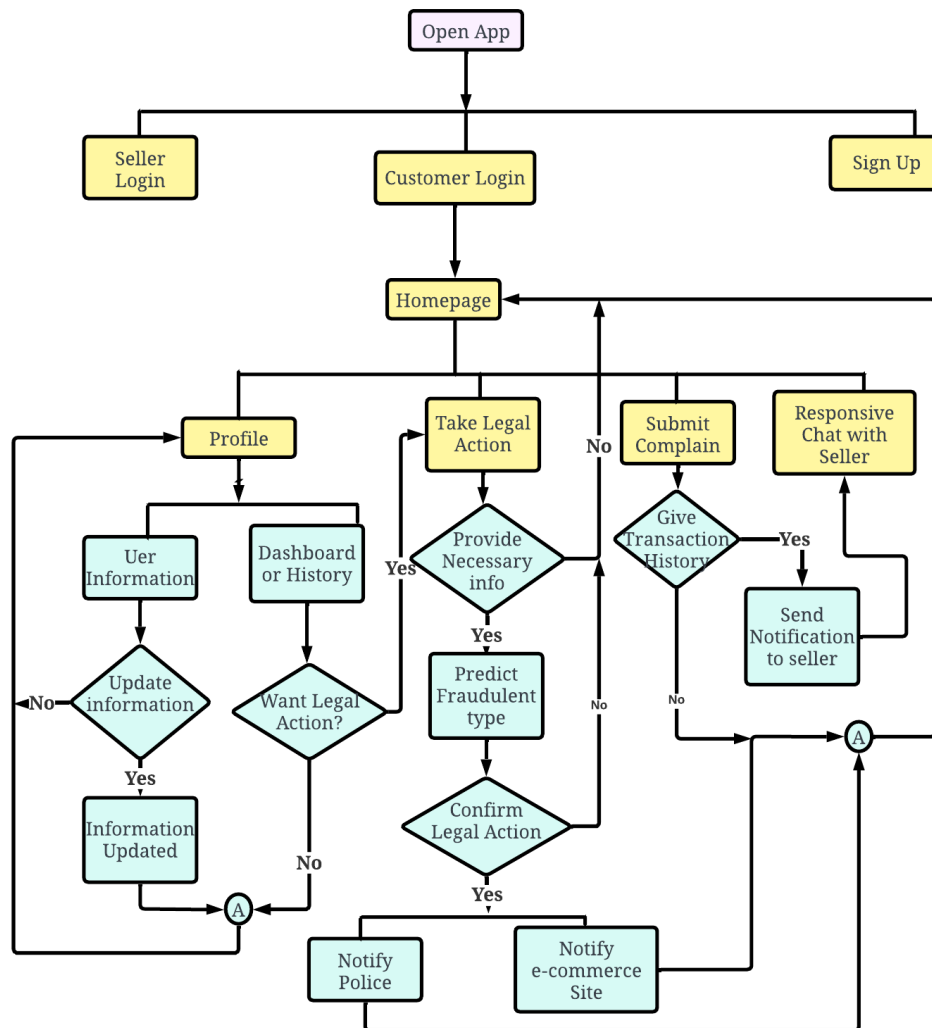 Open App
Seller
Login
Customer Login
Sign Up
Homepage
Profile
Take Legal
Action
No
Submit
Complain
Responsive
Chat with
Seller
Uer
Information
Dashboard
or History
Yes
Provide
Necessary
info
Give
Transaction
History
Yes
Send
Notification
to seller
Yes
No
Update
information
Want Legal
Action?
Predict
Fraudulent
type
No
No
A
Yes
Information
Updated
No
Confirm
Legal Action
Yes
A
Notify
Police
Notify
e-commerce
Site